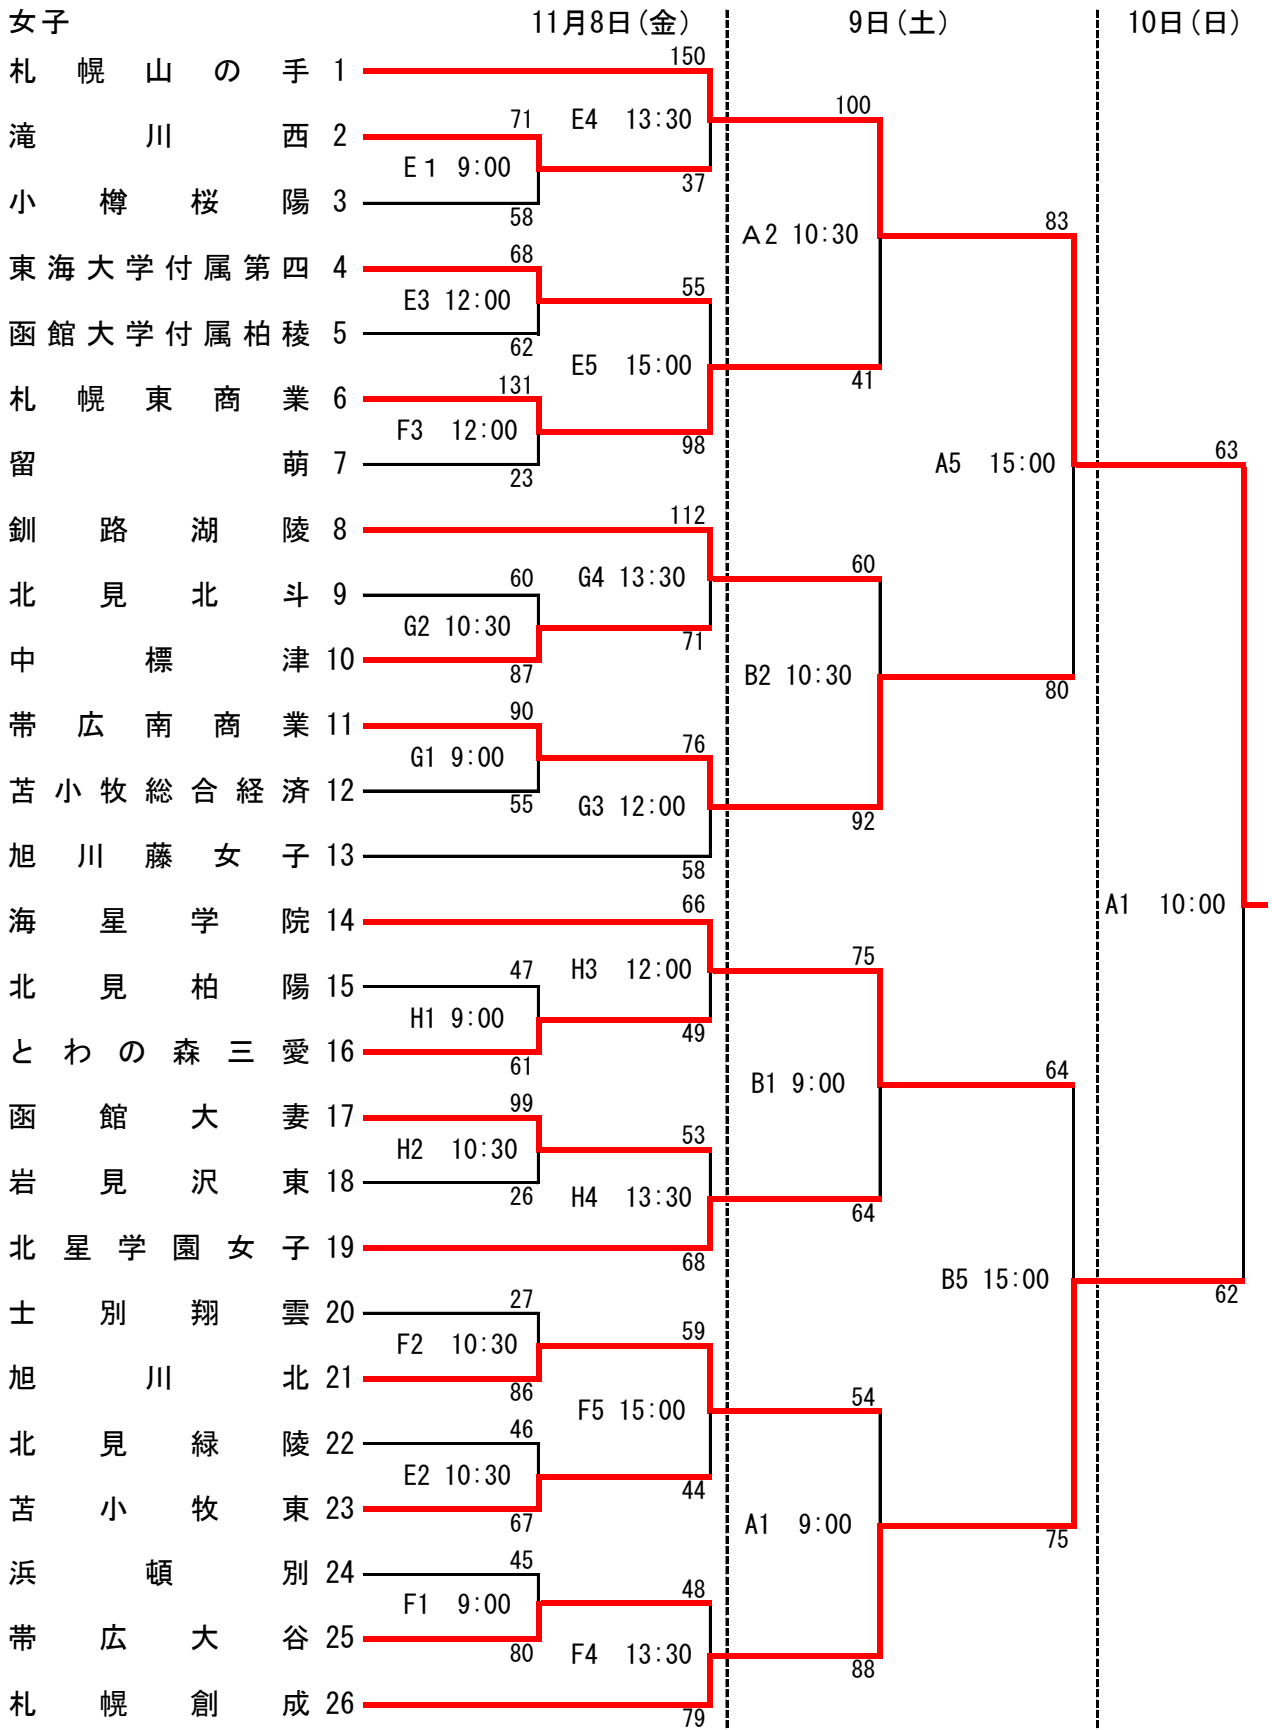 女子 11月8日(金) 9日(土) 10日(日)
150
札幌山の手 1
100
71 E4 13:30
滝川西 2
E1 9:00
37
小樽桜陽 3
58
83
A2 10:30
68
東海大学付属第四 4
55
E3 12:00
函館大学付属柏稜 5
62
E5 15:00
41
131
札幌東商業 6
F3 12:00
98
63
留萌 7
A5 15:00
23
112
釧路湖陵 8
60
60 G4 13:30
北見北斗 9
G2 10:30
71
中標津 10
87
B2 10:30
80
90
帯広南商業 11
76
G1 9:00
苫小牧総合経済 12
55 G3 12:00
92
旭川藤女子 13
58
66
A1 10:00
海星学院 14
75
47 H3 12:00
北見柏陽 15
H1 9:00
49
とわの森三愛 16
61
64
B1 9:00
99
函館大妻 17
53
H2 10:30
岩見沢東 18
26 H4 13:30
64
北星学園女子 19
68
B5 15:00
62
27
士別翔雲 20
59
F2 10:30
旭川北 21
86
54
F5 15:00
46
北見緑陵 22
E2 10:30
44
苫小牧東 23
67
A1 9:00
75
45
浜頓別 24
48
F1 9:00
帯広大谷 25
80 F4 13:30
88
札幌創成 26
79